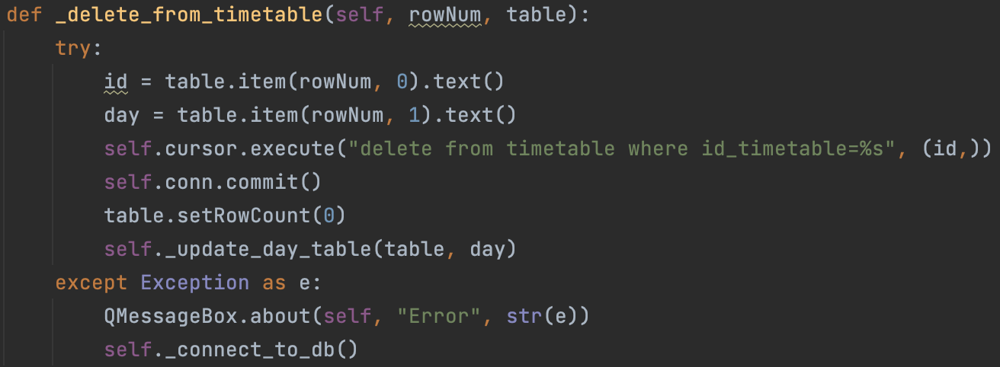 def _delete_from_timetable(self, rowNum, table):
    try:
        id = table.item(rowNum, 0).text()
        day = table.item(rowNum, 1).text()
        self.cursor.execute("delete from timetable where id_timetable=%s", (id,))
        self.conn.commit()
        table.setRowCount(0)
        self._update_day_table(table, day)
    except Exception as e:
        QMessageBox.about(self, "Error", str(e))
        self._connect_to_db()